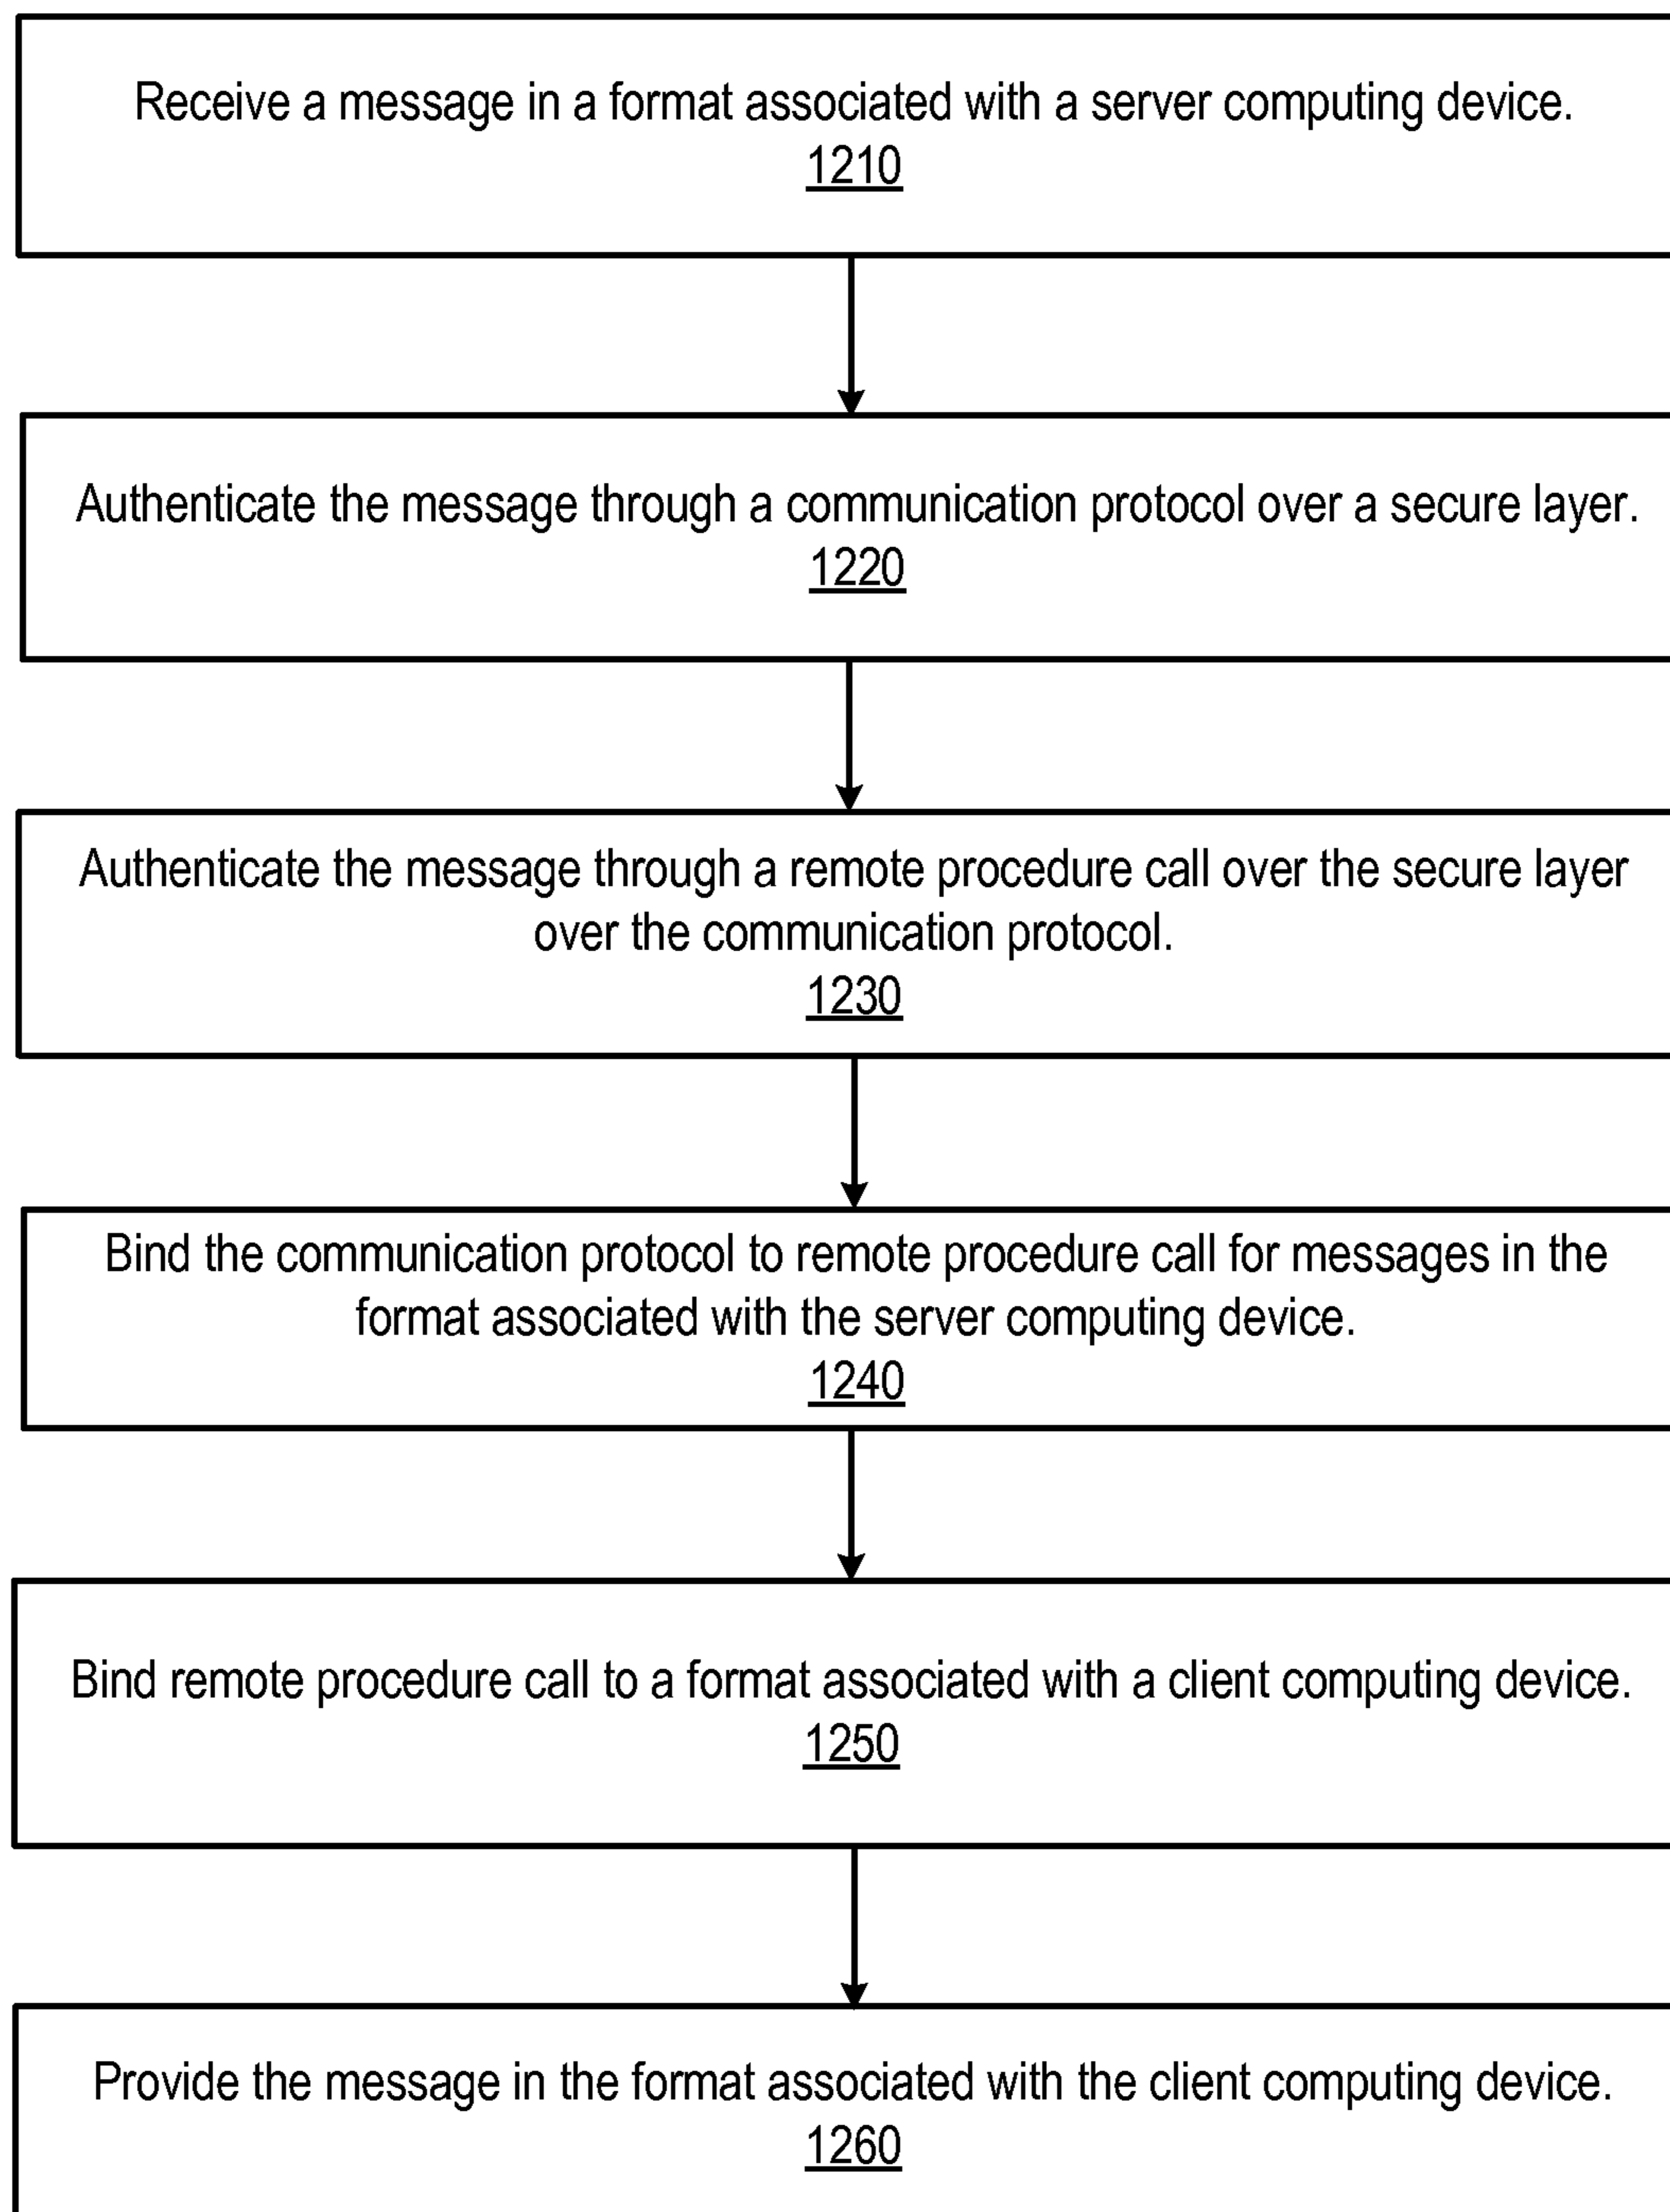 Receive a message in a format associated with a server computing device.
1210
Authenticate the message through a communication protocol over a secure layer.
1220
Authenticate the message through a remote procedure call over the secure layer
over the communication protocol.
1230
Bind the communication protocol to remote procedure call for messages in the
format associated with the server computing device.
1240
Bind remote procedure call to a format associated with a client computing device.
1250
Provide the message in the format associated with the client computing device.
1260